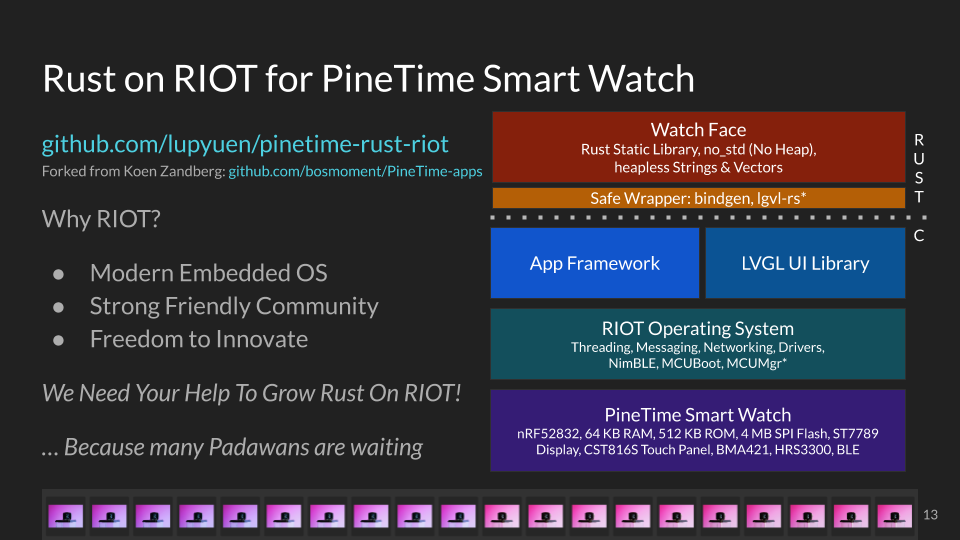 Rust on RIOT for PineTime Smart Watch
github.com/lupyuen/pinetime-rust-riot
Forked from Koen Zandberg: github.com/bosmoment/PineTime-apps
Why RIOT?
● Modern Embedded OS
● Strong Friendly Community
● Freedom to Innovate
We Need Your Help To Grow Rust On RIOT!
... Because many Padawans are waiting
Watch Face
Rust Static Library, no_std (No Heap),
heapless Strings & Vectors
Safe Wrapper: bindgen, lgvl-rs*
R
U
S
T
C
App Framework
LVGL UI Library
RIOT Operating System
Threading, Messaging, Networking, Drivers,
NimBLE, MCUBoot, MCUMgr*
PineTime Smart Watch
nRF52832, 64 KB RAM, 512 KB ROM, 4 MB SPI Flash, ST7789
Display, CST816S Touch Panel, BMA421, HRS3300, BLE
13